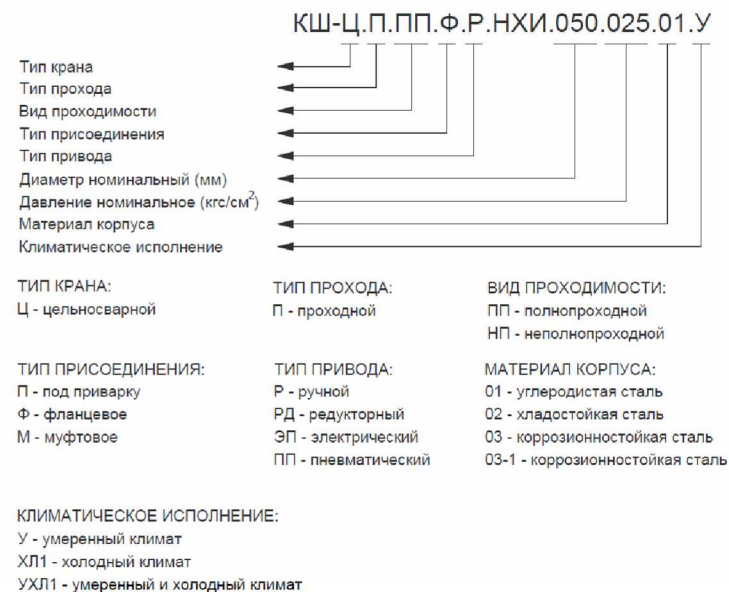 КШ-Ц.П.ПП.Ф.Р.НХИ.050.025.01.У
Тип крана
Тип прохода
Вид проходимости
Тип присоединения
Тип привода
Диаметр номинальный (мм)
Давление номинальное (кгс/см²)
Материал корпуса
Климатическое исполнение
ТИП КРАНА:
Ц - цельносварной
ТИП ПРОХОДА:
П - проходной
ВИД ПРОХОДИМОСТИ:
ПП - полнопроходной
НП - неполнопроходной
ТИП ПРИСОЕДИНЕНИЯ:
П - под приварку
Ф - фланцевое
М - муфтовое
ТИП ПРИВОДА:
Р - ручной
РД - редукторный
ЭП - электрический
ПП - пневматический
МАТЕРИАЛ КОРПУСА:
01 - углеродистая сталь
02 - хладостойкая сталь
03 - коррозионностойкая сталь
03-1 - коррозионностойкая сталь
КЛИМАТИЧЕСКОЕ ИСПОЛНЕНИЕ:
У - умеренный климат
ХЛ1 - холодный климат
УХЛ1 - умеренный и холодный климат